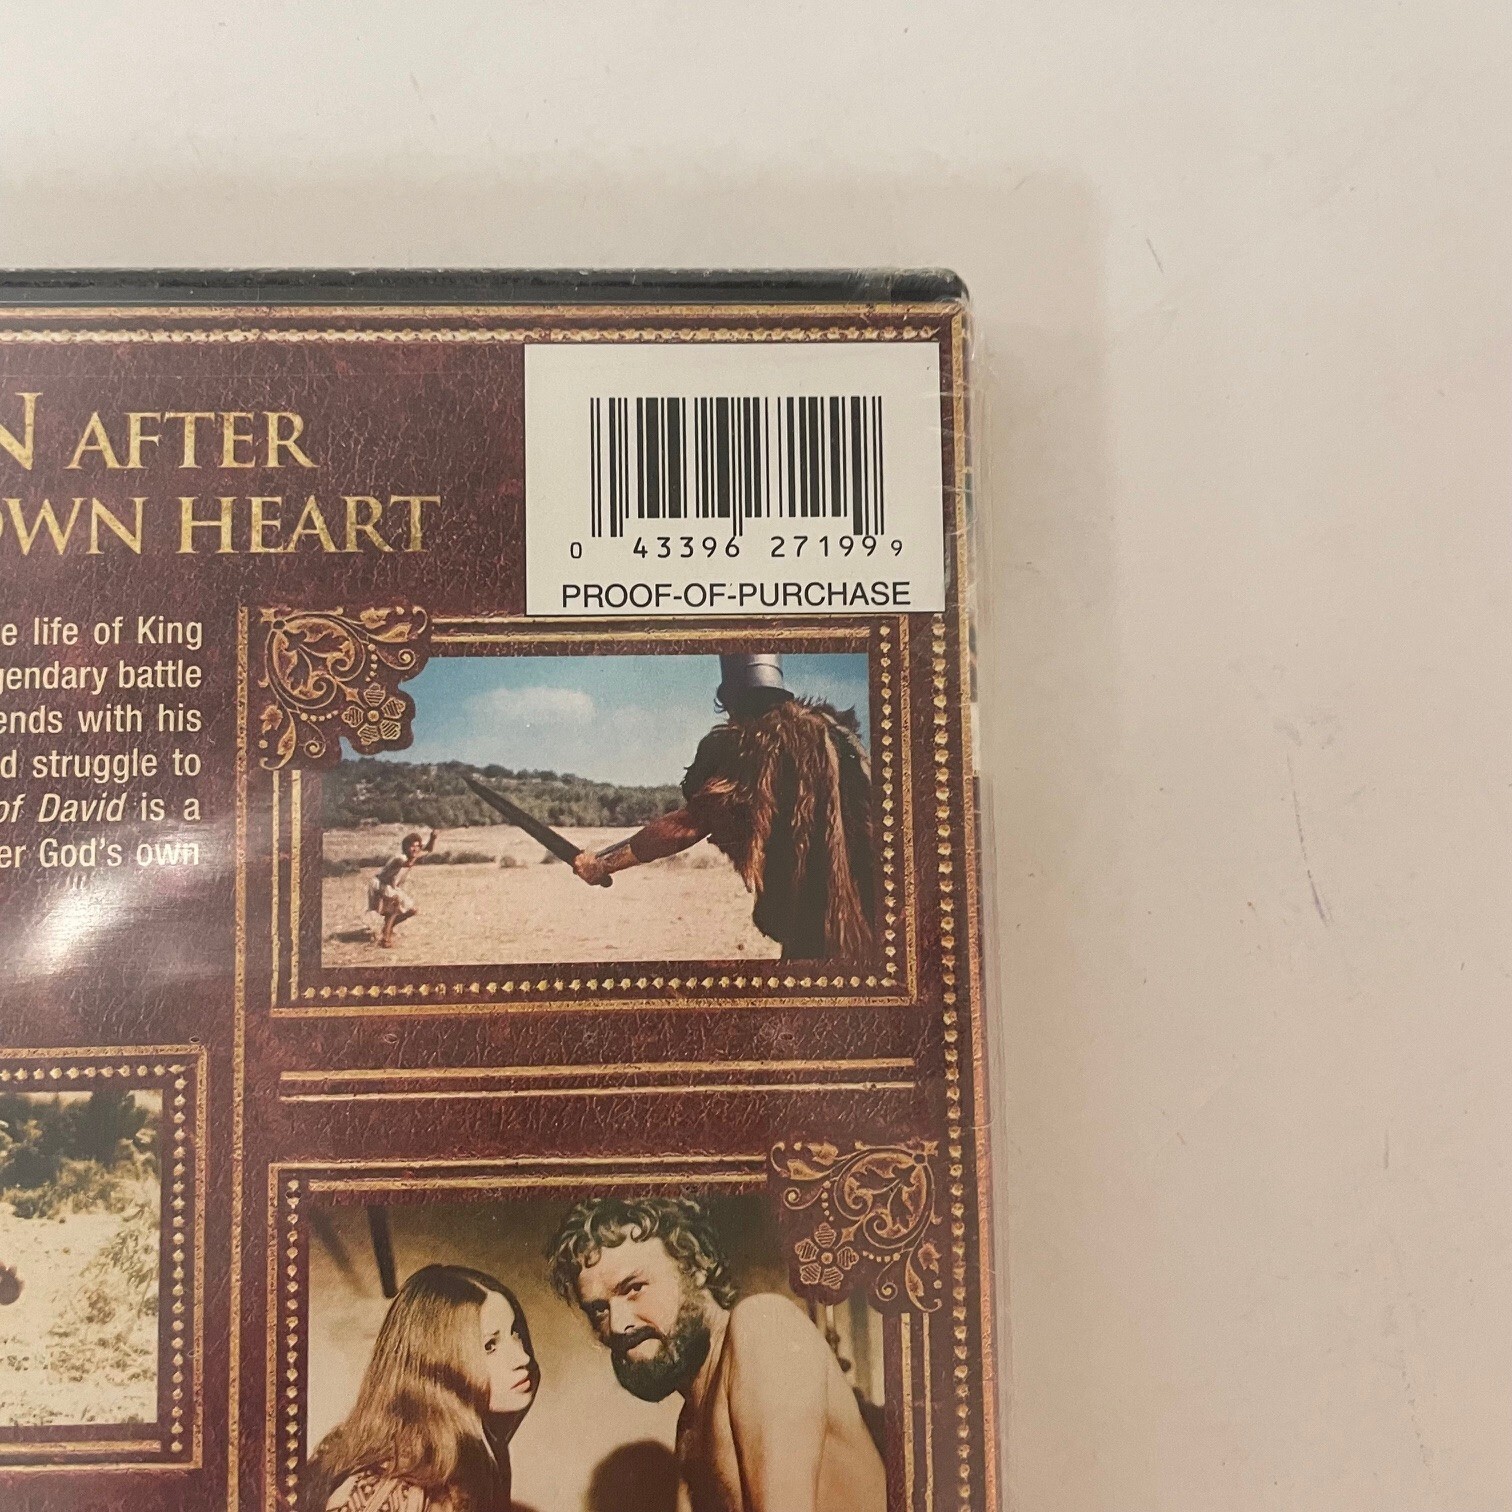 N AFTER
OWN HEART
0 43396 27199 9
PROOF-OF-PURCHASE
e life of King
gendary battle
ends with his
d struggle to
of David is a
er God's own